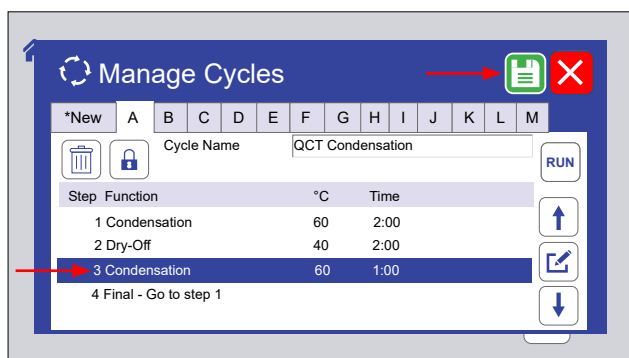 Manage Cycles
*New A B C D E F G H I J K L M
Cycle Name QCT Condensation
RUN
Step Function °C Time
1 Condensation 60 2:00
2 Dry-Off 40 2:00
3 Condensation 60 1:00
4 Final - Go to step 1